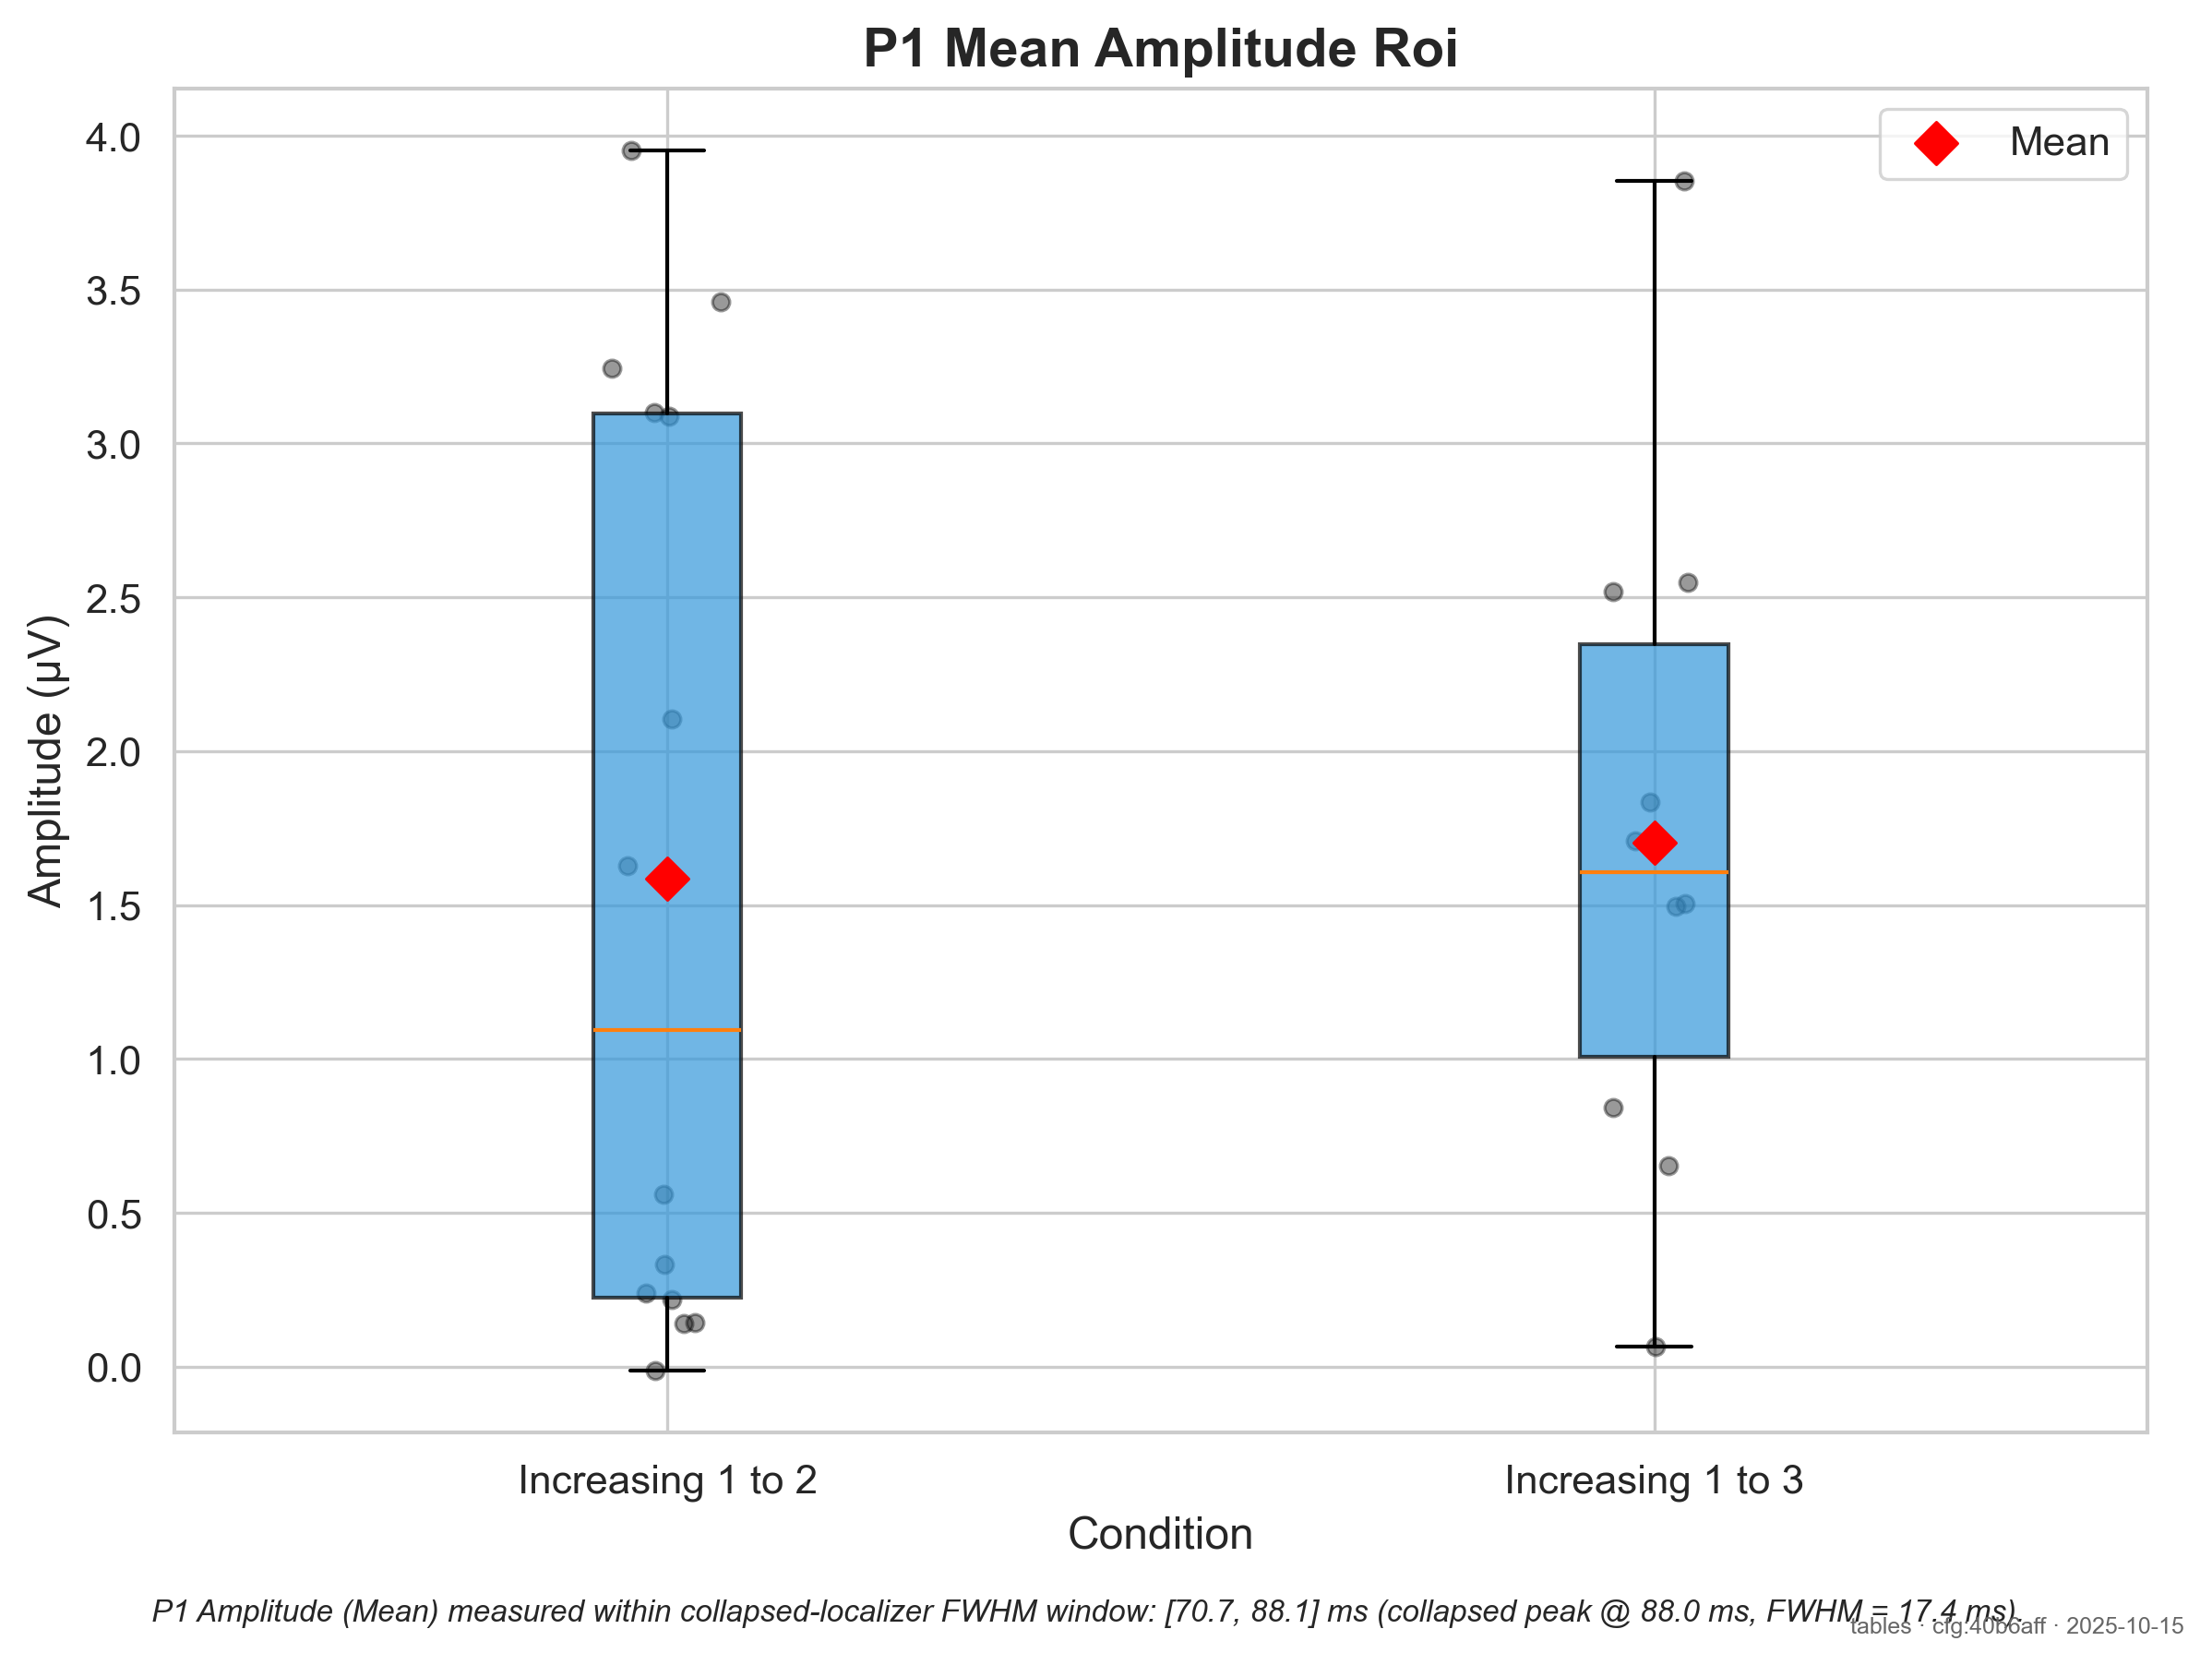 P1 Mean Amplitude Roi
Mean
4.0
3.5
3.0
2.5
2.0
1.5
1.0
0.5
0.0
Amplitude (µV)
Increasing 1 to 2
Increasing 1 to 3
Condition
P1 Amplitude (Mean) measured within collapsed-localizer FWHM window: [70.7, 88.1] ms (collapsed peak @ 88.0 ms, FWHM = 17.4 ms).
tables · cfg:40b6aff · 2025-10-15